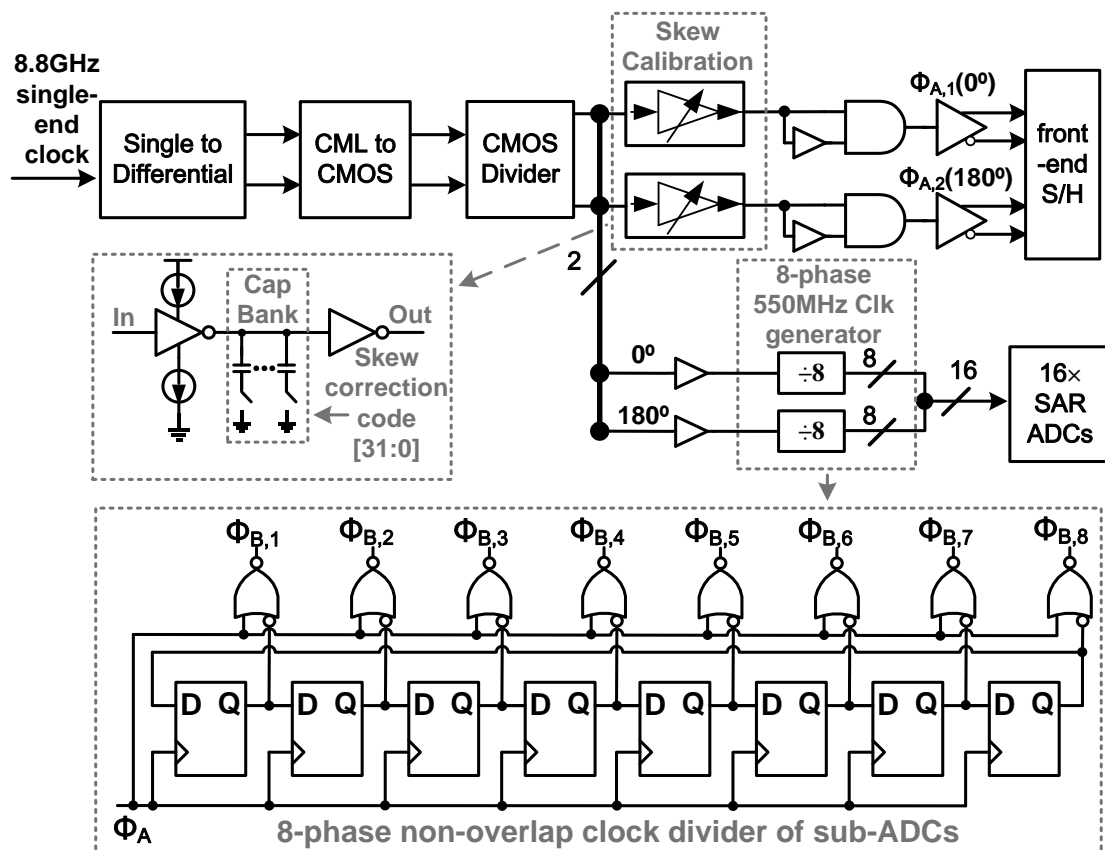 8.8GHz
single-
end
clock
Single to
Differential
CML to
CMOS
CMOS
Divider
Skew
Calibration
ΦA,1(0º)
ΦA,2(180º)
front
-end
S/H
2
8-phase
550MHz Clk
generator
0º
÷8
8
180º
÷8
8
16
16×
SAR
ADCs
In
Cap
Bank
Out
Skew
correction
code
[31:0]
ΦB,1
ΦB,2
ΦB,3
ΦB,4
ΦB,5
ΦB,6
ΦB,7
ΦB,8
D Q
D Q
D Q
D Q
D Q
D Q
D Q
D Q
ΦA
8-phase non-overlap clock divider of sub-ADCs